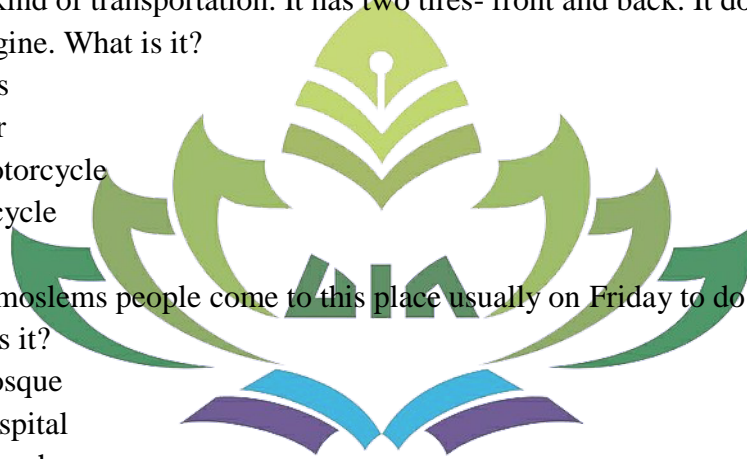 kind of transportation. It has two tires- front and back. It do
gine. What is it?
s
r
otorcycle
cycle
moslems people come to this place usually on Friday to do
s it?
osque
spital